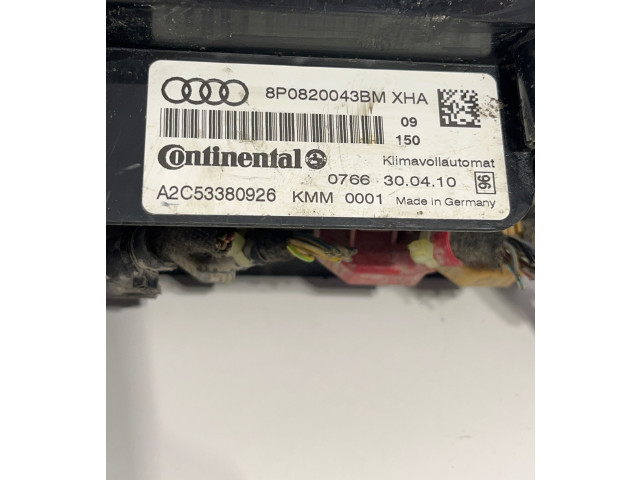 8P0820043BM XHA
09
150
Continental
Klimavollautomat
0766 30.04.10
96
A2C53380926 KMM 0001 Made in Germany